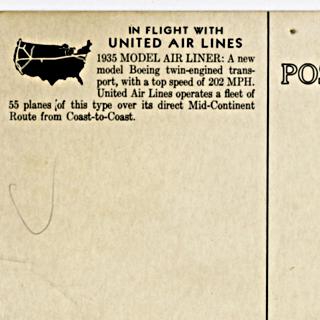 IN FLIGHT WITH
UNITED AIR LINES
1935 MODEL AIR LINER: A new
model Boeing twin-engined trans-
port, with a top speed of 202 MPH.
United Air Lines operates a fleet of
55 planes of this type over its direct Mid-Continent
Route from Coast-to-Coast.
POS